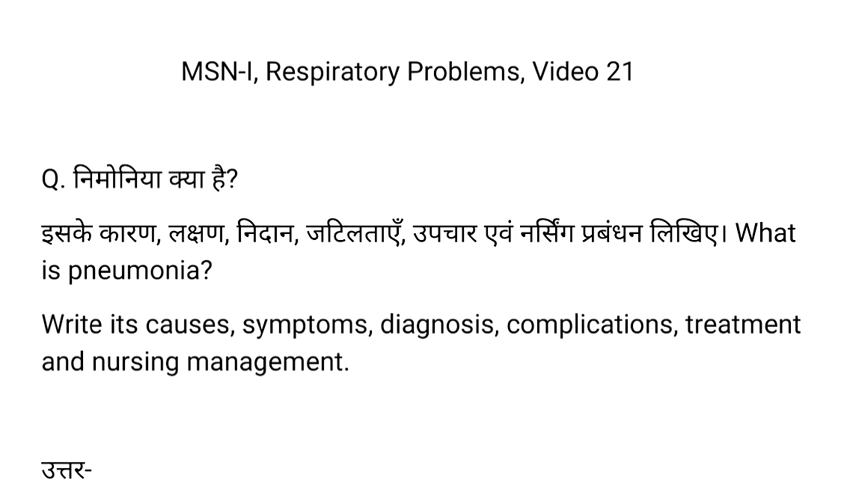 MSN-I, Respiratory Problems, Video 21
Q. निमोनिया क्या है?
इसके कारण, लक्षण, निदान, जटिलताएँ, उपचार एवं नर्सिंग प्रबंधन लिखिए। What
is pneumonia?
Write its causes, symptoms, diagnosis, complications, treatment
and nursing management.
उत्तर-